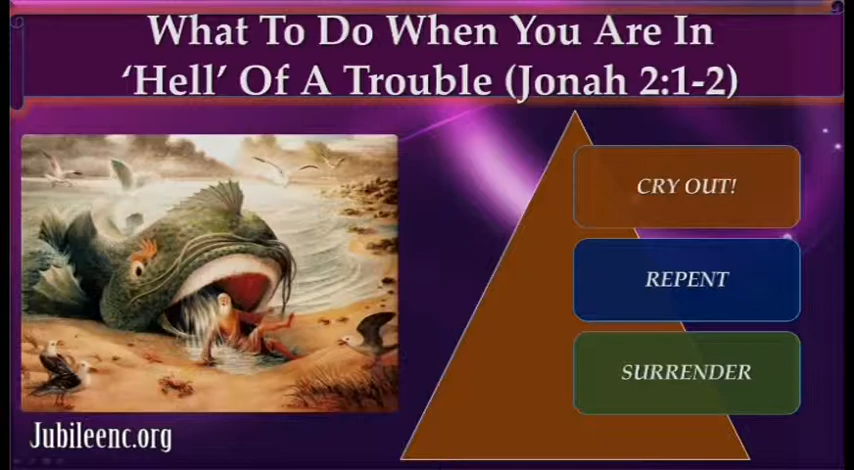 What To Do When You Are In
‘Hell’ Of A Trouble (Jonah 2:1-2)
CRY OUT!
REPENT
SURRENDER
Jubileenc.org